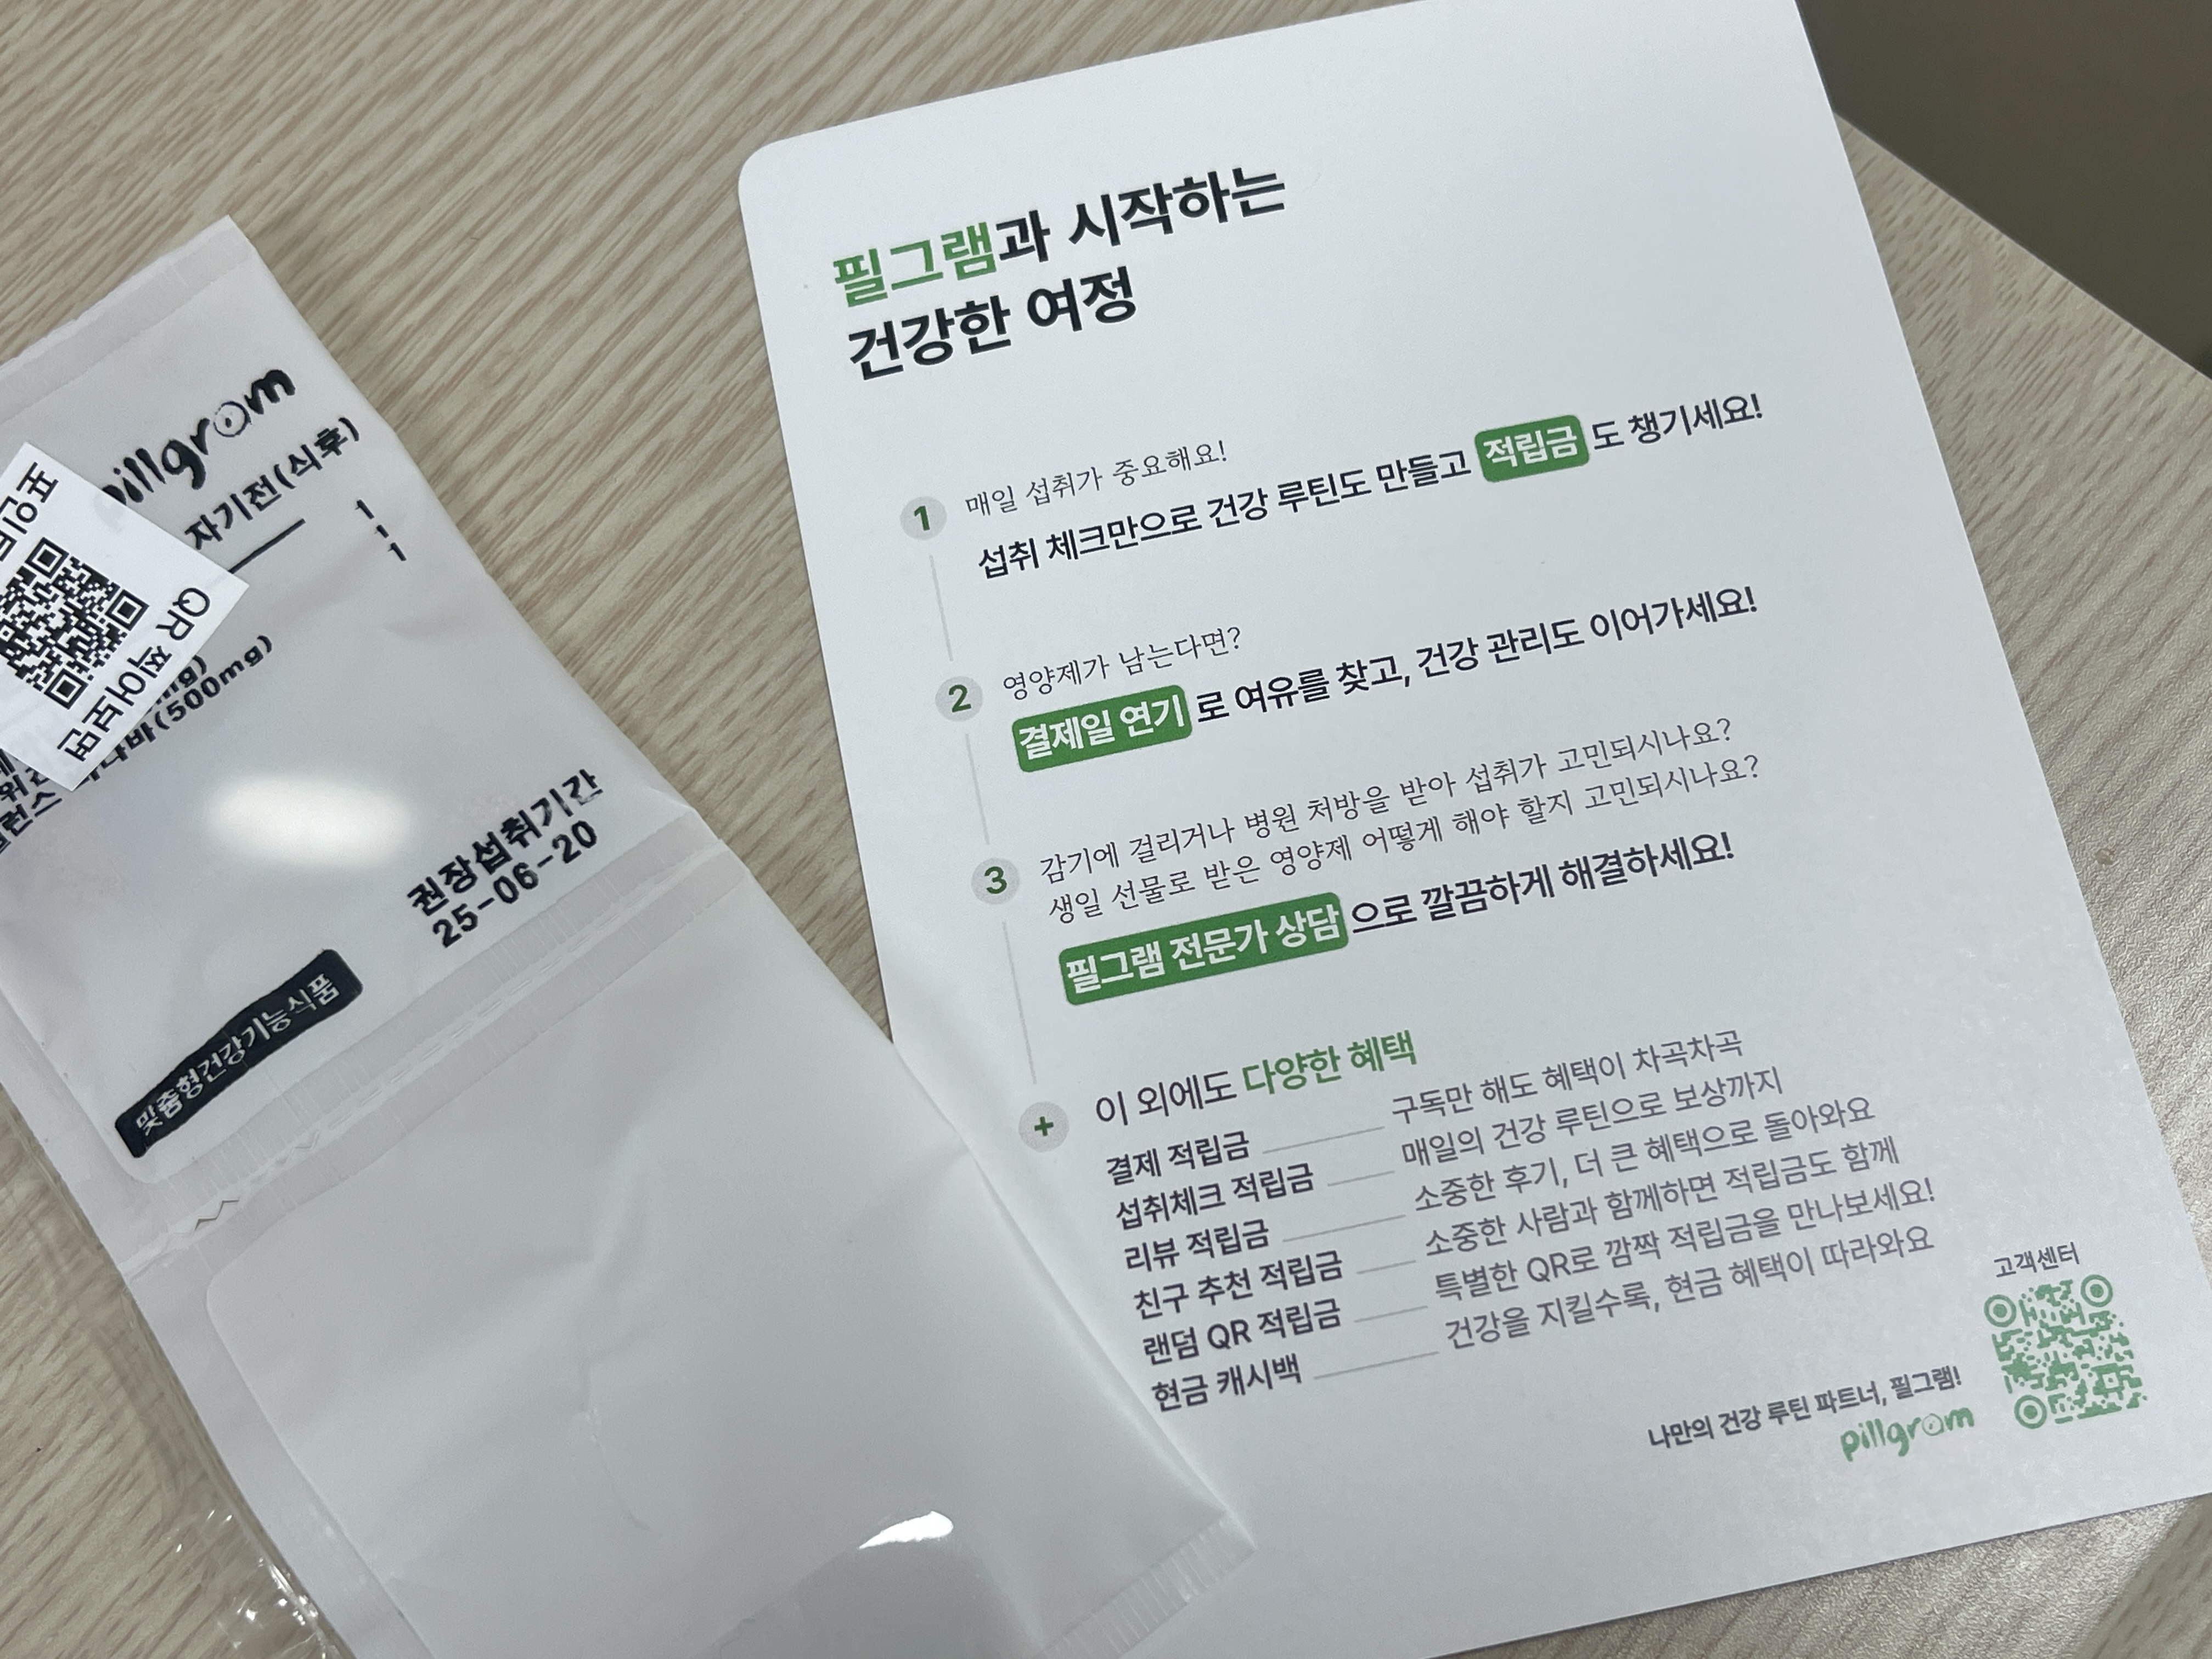 pillgram
자기전(식후)
1
1
1
QR 찍어보면
mg)
(500mg)
권장섭취기간
25-06-20
맞춤형건강기능식품
필그램과 시작하는
건강한 여정
1
매일 섭취가 중요해요!
섭취 체크만으로 건강 루틴도 만들고 적립금 도 챙기세요!
2
영양제가 남는다면?
결제일 연기 로 여유를 찾고, 건강 관리도 이어가세요!
3
감기에 걸리거나 병원 처방을 받아 섭취가 고민되시나요?
생일 선물로 받은 영양제 어떻게 해야 할지 고민되시나요?
필그램 전문가 상담 으로 깔끔하게 해결하세요!
+
이 외에도 다양한 혜택
결제 적립금 구독만 해도 혜택이 차곡차곡
섭취체크 적립금 매일의 건강 루틴으로 보상까지
리뷰 적립금 소중한 후기, 더 큰 혜택으로 돌아와요
친구 추천 적립금 소중한 사람과 함께하면 적립금도 함께
랜덤 QR 적립금 특별한 QR로 깜짝 적립금을 만나보세요!
현금 캐시백 건강을 지킬수록, 현금 혜택이 따라와요
고객센터
나만의 건강 루틴 파트너, 필그램!
pillgram